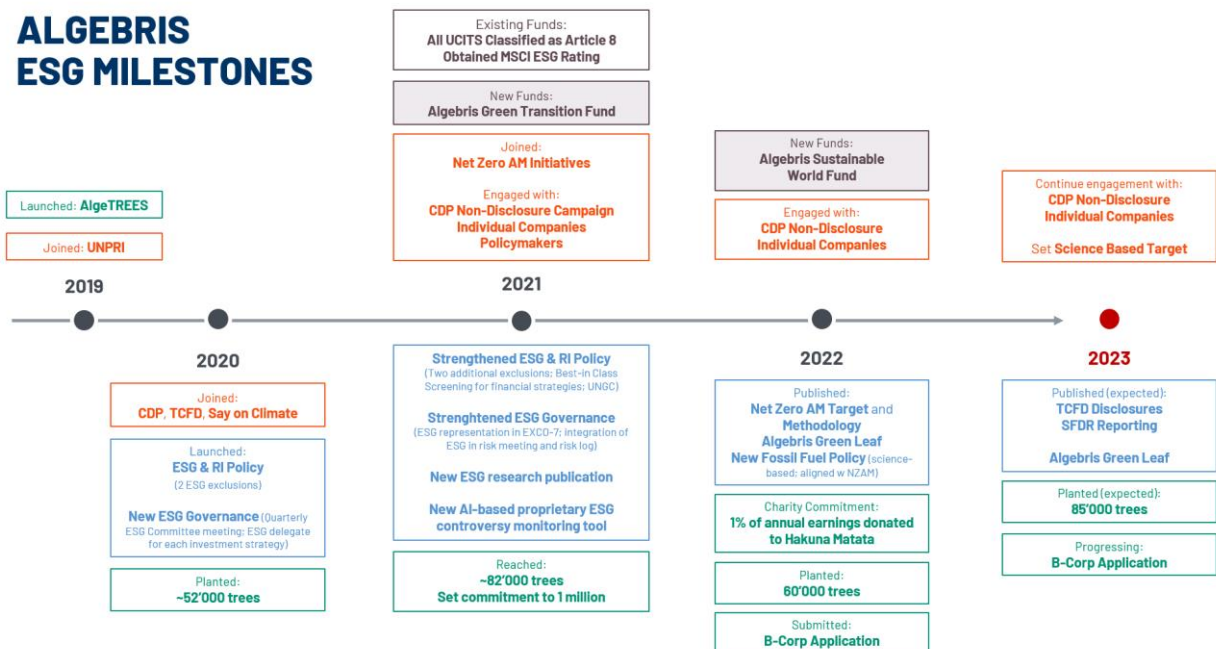 ALGEBRIS
ESG MILESTONES
Launched: AlgeTREES
Joined: UNPRI
2019
2020
Joined:
CDP, TCFD, Say on Climate
Launched:
ESG & RI Policy
(2 ESG exclusions)
New ESG Governance (Quarterly
ESG Committee meeting; ESG delegate
for each investment strategy)
Planted:
~52'000 trees
Existing Funds:
All UCITS Classified as Article 8
Obtained MSCI ESG Rating
New Funds:
Algebris Green Transition Fund
Joined:
Net Zero AM Initiatives
Engaged with:
CDP Non-Disclosure Campaign
Individual Companies
Policymakers
2021
Strengthened ESG & RI Policy
(Two additional exclusions; Best-in Class
Screening for financial strategies; UNGC)
Strenghtened ESG Governance
(ESG representation in EXCO-7; integration of
ESG in risk meeting and risk log)
New ESG research publication
New AI-based proprietary ESG
controversy monitoring tool
Reached:
~82'000 trees
Set commitment to 1 million
New Funds:
Algebris Sustainable
World Fund
Engaged with:
CDP Non-Disclosure
Individual Companies
2022
Published:
Net Zero AM Target and
Methodology
Algebris Green Leaf
New Fossil Fuel Policy (science-
based; aligned w NZAM)
Charity Commitment:
1% of annual earnings donated
to Hakuna Matata
Planted:
60'000 trees
Submitted:
B-Corp Application
Continue engagement with:
CDP Non-Disclosure
Individual Companies
Set Science Based Target
2023
Published (expected):
TCFD Disclosures
SFDR Reporting
Algebris Green Leaf
Planted (expected):
85'000 trees
Progressing:
B-Corp Application